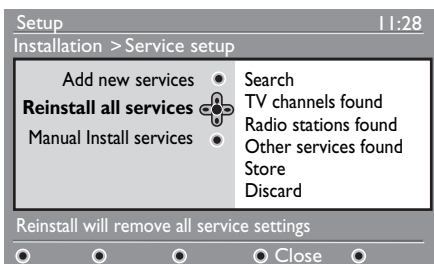 Setup 11:28
Installation > Service setup
Add new services
Reinstall all services
Manual Install services
Search
TV channels found
Radio stations found
Other services found
Store
Discard
Reinstall will remove all service settings
Close